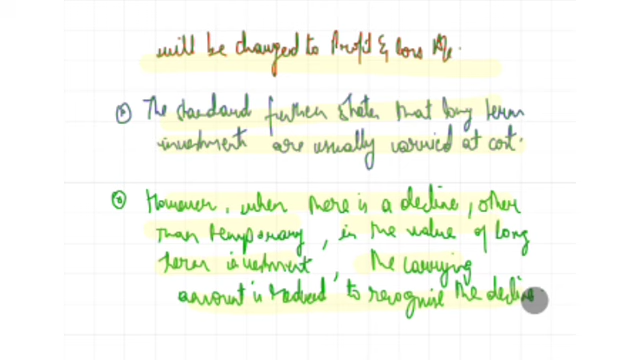 will be changed to Profit & loss A/c.
The standard further states that long term
investment are usually carried at cost.
However, when there is a decline, other
than temporary, in the value of long
term investment, the carrying
amount is reduced to recognise the decline